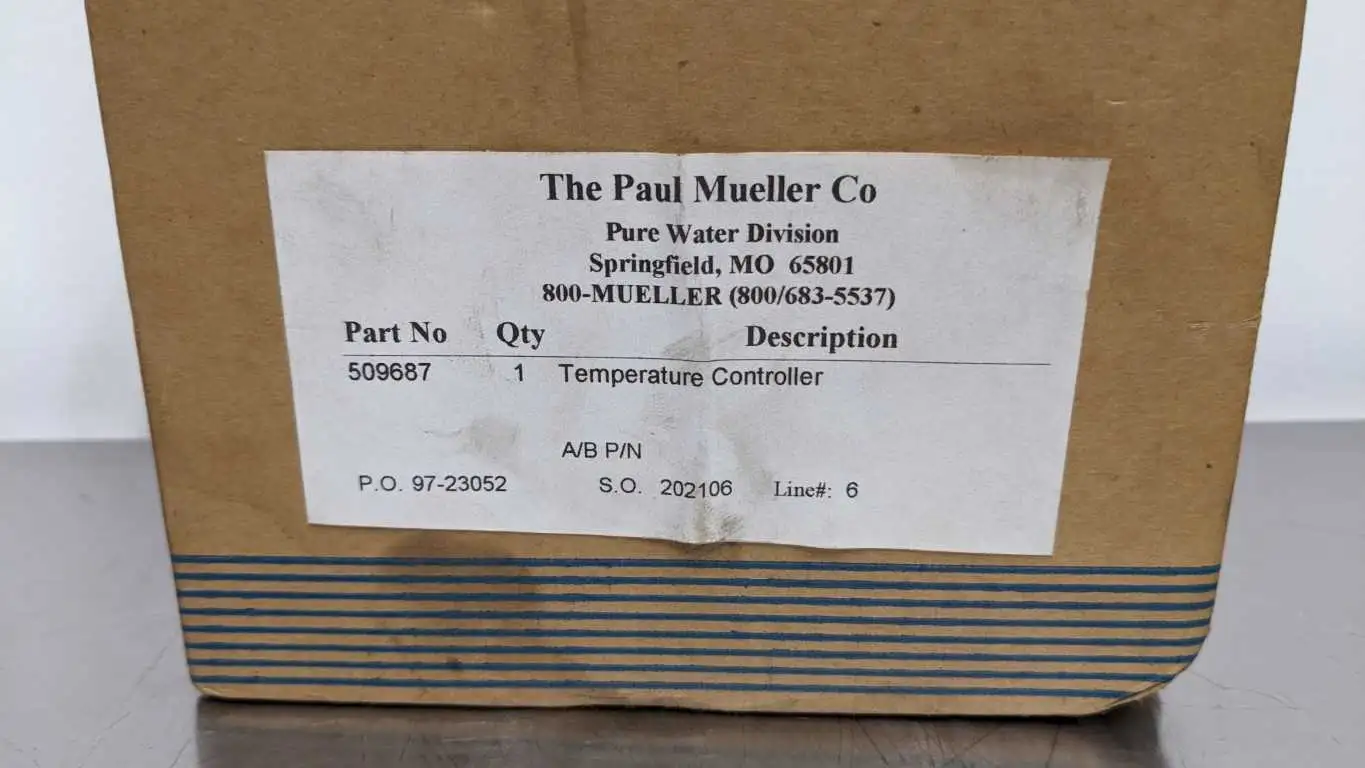 The Paul Mueller Co
Pure Water Division
Springfield, MO 65801
800-MUELLER (800/683-5537)
Part No Qty Description
509687 1 Temperature Controller
A/B P/N
P.O. 97-23052 S.O. 202106 Line#: 6